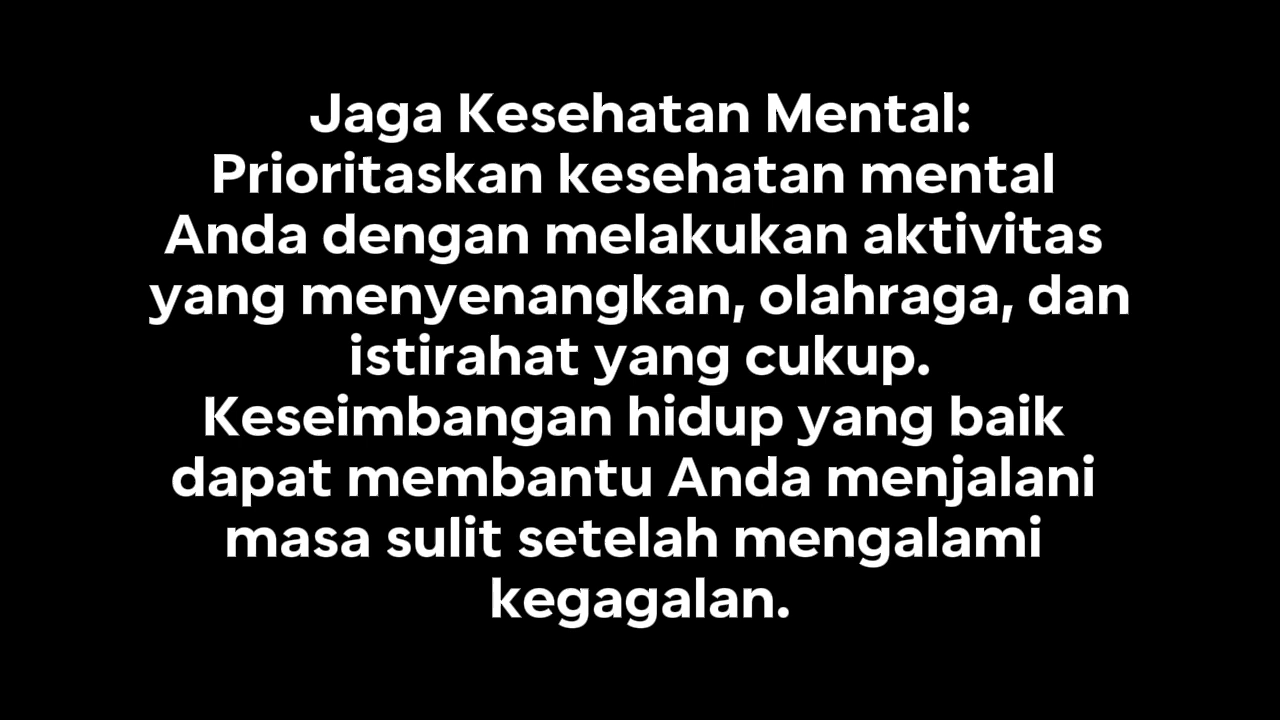 Jaga Kesehatan Mental:
Prioritaskan kesehatan mental
Anda dengan melakukan aktivitas
yang menyenangkan, olahraga, dan
istirahat yang cukup.
Keseimbangan hidup yang baik
dapat membantu Anda menjalani
masa sulit setelah mengalami
kegagalan.